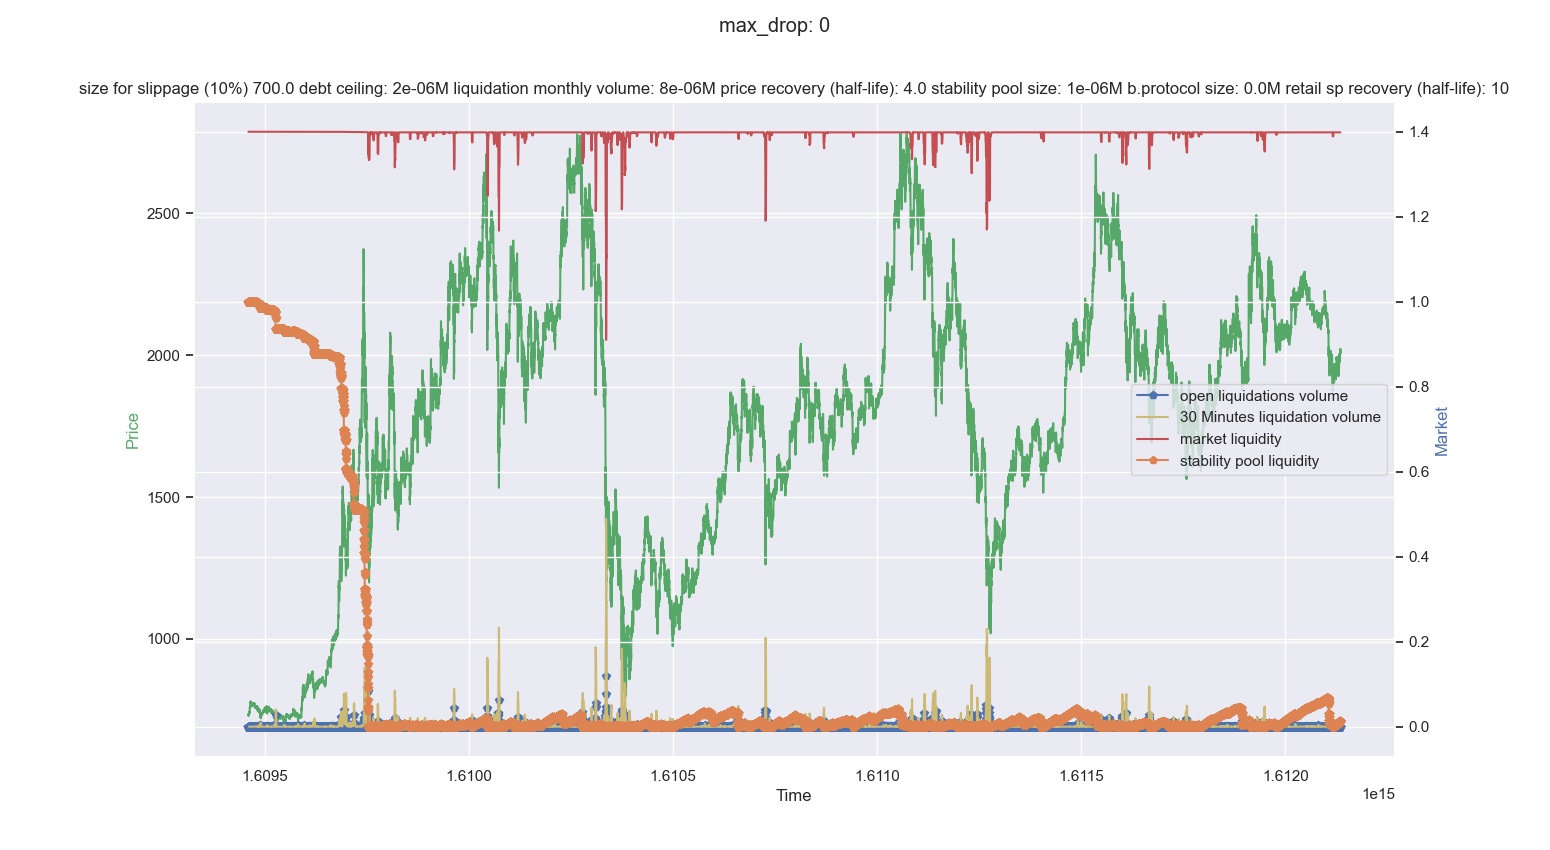 max_drop: 0
size for slippage (10%) 700.0 debt ceiling: 2e-06M liquidation monthly volume: 8e-06M price recovery (half-life): 4.0 stability pool size: 1e-06M b.protocol size: 0.0M retail sp recovery (half-life): 10
1.4
2500
1.2
1.0
2000
0.8
open liquidations volume
30 Minutes liquidation volume
market liquidity
stability pool liquidity
Price
Market
0.6
1500
0.4
1000
0.2
0.0
1.6095 1.6100 1.6105 1.6110 1.6115 1.6120
Time
1e15